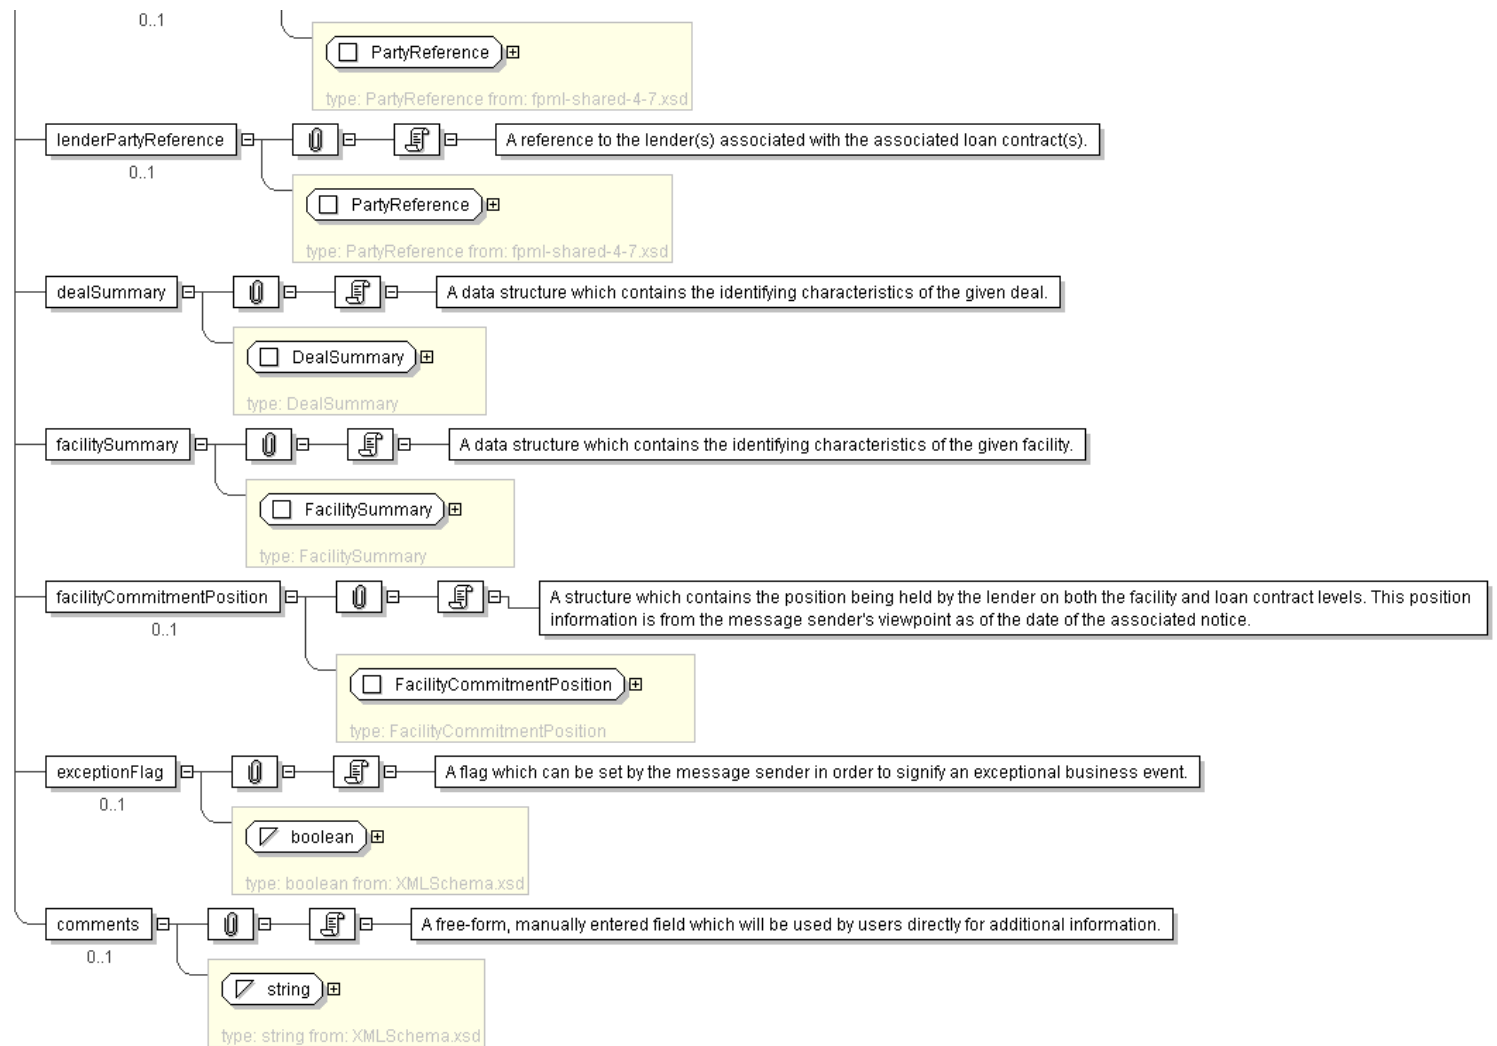 0..1
PartyReference
type: PartyReference from: fpml-shared-4-7.xsd
lenderPartyReference
A reference to the lender(s) associated with the associated loan contract(s).
0..1
PartyReference
type: PartyReference from: fpml-shared-4-7.xsd
dealSummary
A data structure which contains the identifying characteristics of the given deal.
DealSummary
type: DealSummary
facilitySummary
A data structure which contains the identifying characteristics of the given facility.
FacilitySummary
type: FacilitySummary
facilityCommitmentPosition
A structure which contains the position being held by the lender on both the facility and loan contract levels. This position
information is from the message sender's viewpoint as of the date of the associated notice.
0..1
FacilityCommitmentPosition
type: FacilityCommitmentPosition
exceptionFlag
A flag which can be set by the message sender in order to signify an exceptional business event.
0..1
boolean
type: boolean from: XMLSchema.xsd
comments
A free-form, manually entered field which will be used by users directly for additional information.
0..1
string
type: string from: XMLSchema.xsd